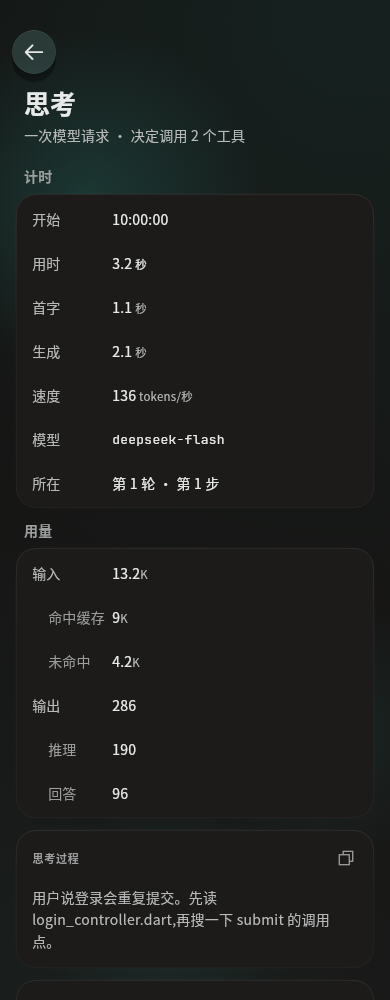 思考
一次模型请求 · 决定调用 2 个工具
计时
开始 10:00:00
用时 3.2 秒
首字 1.1 秒
生成 2.1 秒
速度 136 tokens/秒
模型 deepseek-flash
所在 第 1 轮 · 第 1 步
用量
输入 13.2K
命中缓存 9K
未命中 4.2K
输出 286
推理 190
回答 96
思考过程
用户说登录会重复提交。先读
login_controller.dart,再搜一下 submit 的调用
点。